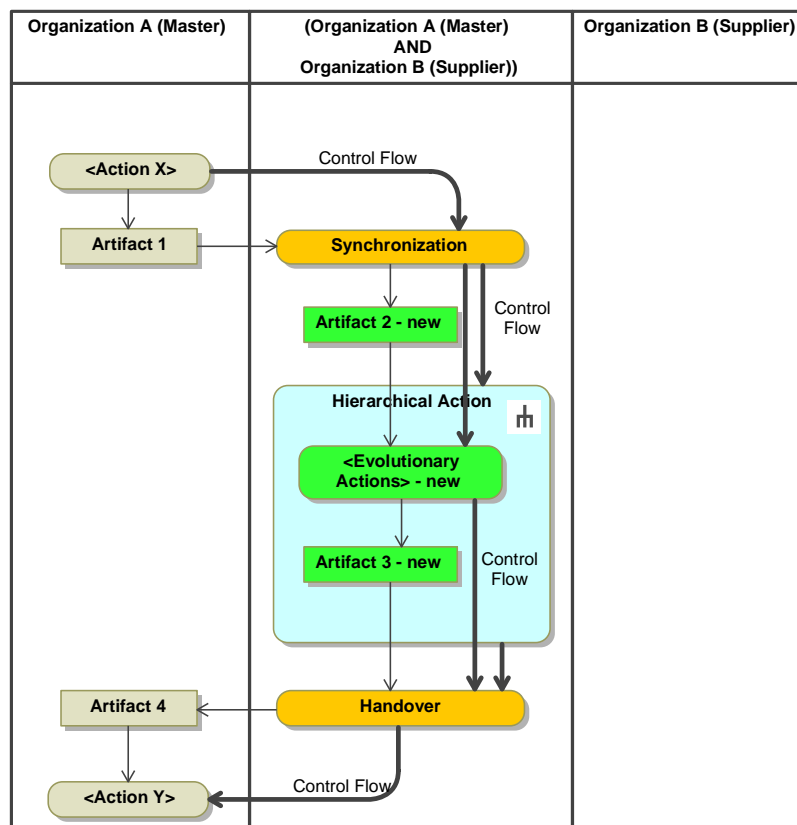 Organization A (Master)
(Organization A (Master)
AND
Organization B (Supplier))
Organization B (Supplier)
Control Flow
<Action X>
Artifact 1
Synchronization
Control
Flow
Artifact 2 - new
Hierarchical Action
<Evolutionary
Actions> - new
Artifact 3 - new
Control
Flow
Artifact 4
Handover
Control Flow
<Action Y>